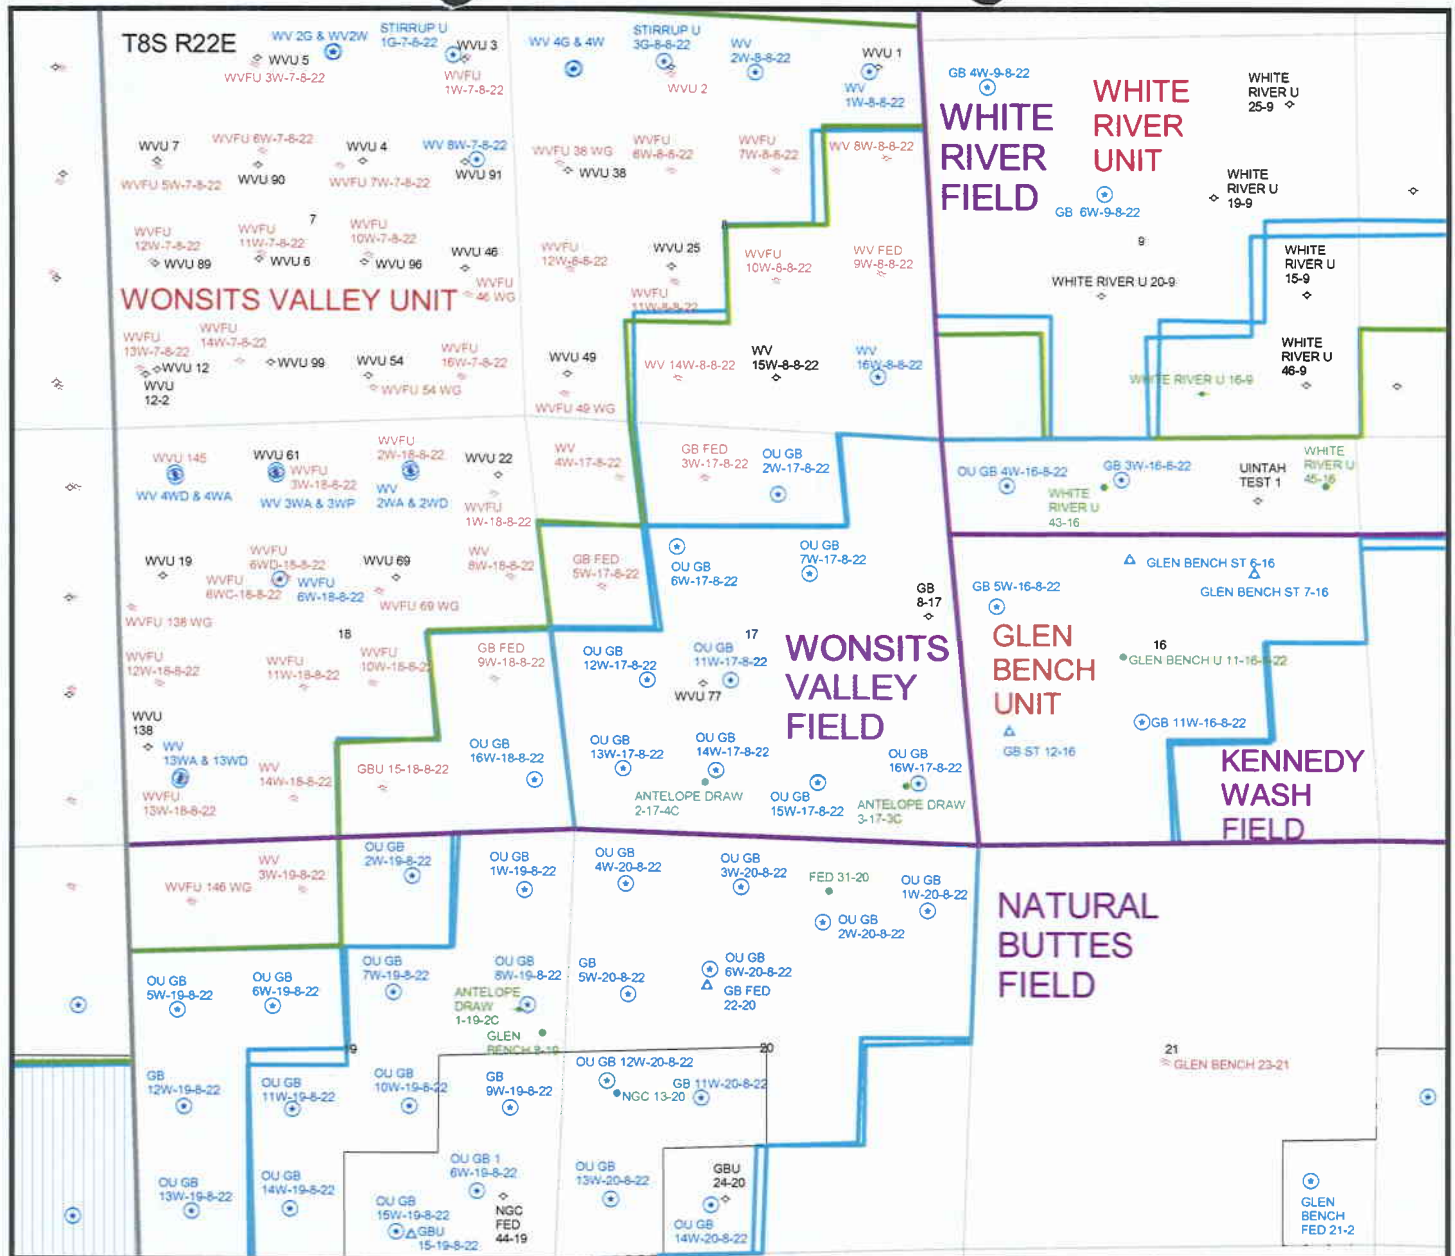 T8S R22E
WV 2G & WV2W
STIRRUP U
1G-7-8-22
WVU 3
WVU 5
WVFU 3W-7-8-22
WVFU
1W-7-8-22
WV 4G & 4W
STIRRUP U
3G-8-8-22
WVU 2
WV
2W-8-8-22
WVU 1
WV
1W-8-8-22
GB 4W-9-8-22
WHITE
RIVER
FIELD
WHITE
RIVER
UNIT
WHITE
RIVER U
25-9
WVU 7
WVFU 5W-7-8-22
WVFU 6W-7-8-22
WVU 90
WVU 4
WVFU 7W-7-8-22
WV 8W-7-8-22
WVU 91
WVFU 38 WG
WVU 38
WVFU
6W-8-8-22
WVFU
7W-8-8-22
WV 8W-8-8-22
GB 6W-9-8-22
WHITE
RIVER U
19-9
7
9
WVFU
12W-7-8-22
WVU 89
WVFU
11W-7-8-22
WVU 6
WVFU
10W-7-8-22
WVU 96
WVU 46
WVFU
46 WG
WVFU
12W-8-8-22
WVU 25
WVFU
11W-8-8-22
WVFU
10W-8-8-22
WV FED
9W-8-8-22
WHITE RIVER U 20-9
WHITE
RIVER U
15-9
WONSITS VALLEY UNIT
WVFU
13W-7-8-22
WVU 12
WVU
12-2
WVFU
14W-7-8-22
WVU 99
WVU 54
WVFU 54 WG
WVFU
16W-7-8-22
WVU 49
WVFU 49 WG
WV 14W-8-8-22
WV
15W-8-8-22
WV
16W-8-8-22
WHITE RIVER U 16-9
WHITE
RIVER U
46-9
WVU 145
WV 4WD & 4WA
WVU 61
WVFU
3W-18-8-22
WV 3WA & 3WP
WVFU
2W-18-8-22
WV
2WA & 2WD
WVU 22
WVFU
1W-18-8-22
WV
4W-17-8-22
GB FED
3W-17-8-22
OU GB
2W-17-8-22
OU GB 4W-16-8-22
WHITE
RIVER U
43-16
GB 3W-16-8-22
UINTAH
TEST 1
WHITE
RIVER U
45-16
WVU 19
WVFU
6WD-18-8-22
WVFU
6WC-18-8-22
WVFU
6W-18-8-22
WVU 69
WVFU 69 WG
WV
8W-18-8-22
GB FED
5W-17-8-22
OU GB
6W-17-8-22
OU GB
7W-17-8-22
GB
8-17
GB 5W-16-8-22
GLEN BENCH ST 6-16
GLEN BENCH ST 7-16
WVFU 138 WG
18
17
16
WVFU
12W-18-8-22
WVFU
11W-18-8-22
WVFU
10W-18-8-22
GB FED
9W-18-8-22
OU GB
12W-17-8-22
OU GB
11W-17-8-22
WVU 77
WONSITS
VALLEY
FIELD
GLEN
BENCH
UNIT
GLEN BENCH U 11-16-8-22
GB ST 12-16
GB 11W-16-8-22
WVU
138
WV
13WA & 13WD
WVFU
13W-18-8-22
WV
14W-18-8-22
GBU 15-18-8-22
OU GB
16W-18-8-22
OU GB
13W-17-8-22
OU GB
14W-17-8-22
ANTELOPE DRAW
2-17-4C
OU GB
15W-17-8-22
OU GB
16W-17-8-22
ANTELOPE DRAW
3-17-3C
KENNEDY
WASH
FIELD
WVFU 146 WG
WV
3W-19-8-22
OU GB
2W-19-8-22
OU GB
1W-19-8-22
OU GB
4W-20-8-22
OU GB
3W-20-8-22
FED 31-20
OU GB
2W-20-8-22
OU GB
1W-20-8-22
NATURAL
BUTTES
FIELD
OU GB
5W-19-8-22
OU GB
6W-19-8-22
OU GB
7W-19-8-22
OU GB
8W-19-8-22
ANTELOPE
DRAW
1-19-2C
GLEN
BENCH 8-19
GB
5W-20-8-22
OU GB
6W-20-8-22
GB FED
22-20
20
21
GLEN BENCH 23-21
GB
12W-19-8-22
OU GB
11W-19-8-22
OU GB
10W-19-8-22
GB
9W-19-8-22
OU GB 12W-20-8-22
NGC 13-20
GB 11W-20-8-22
OU GB
13W-19-8-22
OU GB
14W-19-8-22
OU GB
15W-19-8-22
GBU
15-19-8-22
OU GB 1
6W-19-8-22
NGC
FED
44-19
OU GB
13W-20-8-22
GBU
24-20
OU GB
14W-20-8-22
GLEN
BENCH
FED 21-2